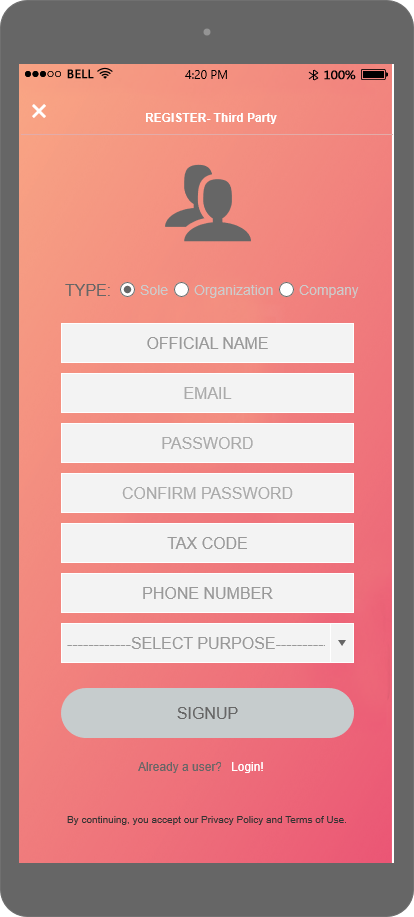 BELL 4:20 PM 100%
REGISTER- Third Party
TYPE: Sole Organization Company
OFFICIAL NAME
EMAIL
PASSWORD
CONFIRM PASSWORD
TAX CODE
PHONE NUMBER
------------SELECT PURPOSE---------
SIGNUP
Already a user? Login!
By continuing, you accept our Privacy Policy and Terms of Use.